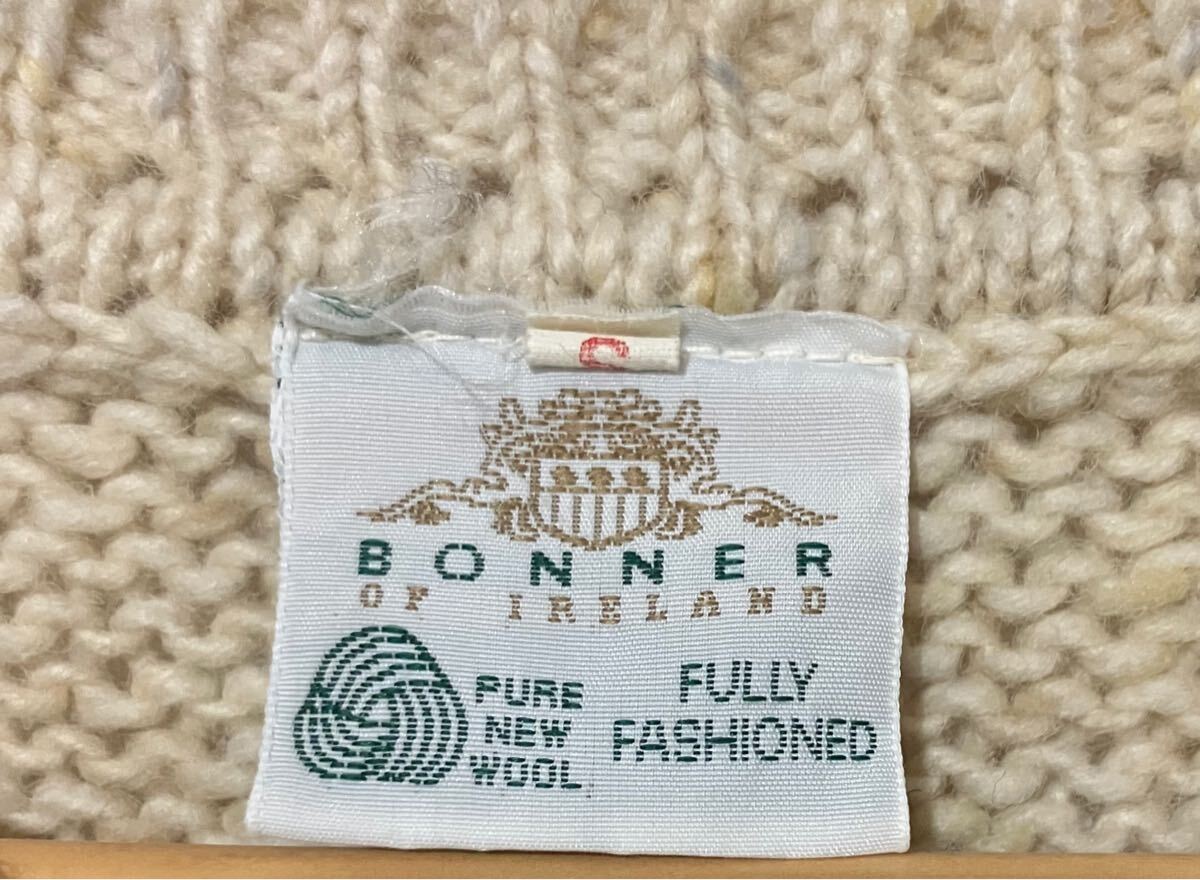 BONNER
OF IRELAND
PURE
NEW
WOOL
FULLY
FASHIONED